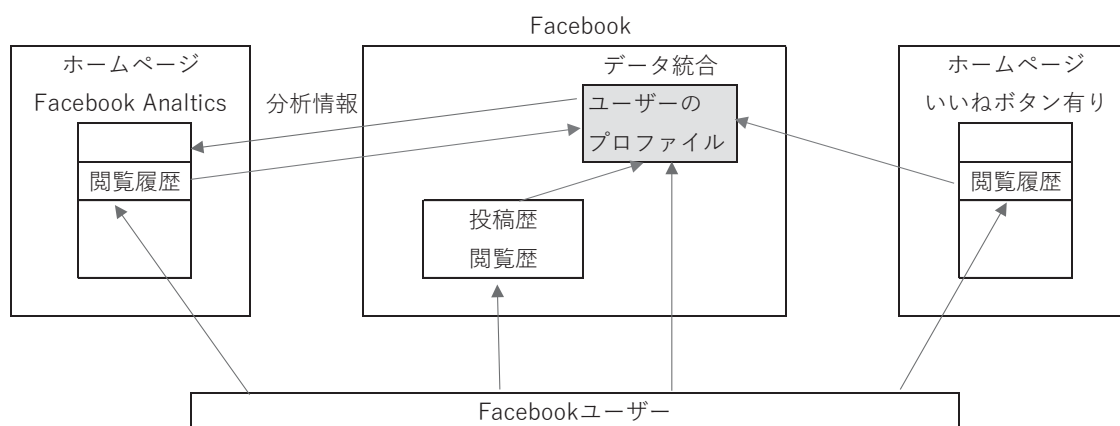 Facebook
ホームページ
Facebook Analtics
閲覧履歴
分析情報
データ統合
ユーザーの
プロファイル
投稿歴
閲覧歴
ホームページ
いいねボタン有り
閲覧履歴
Facebookユーザー